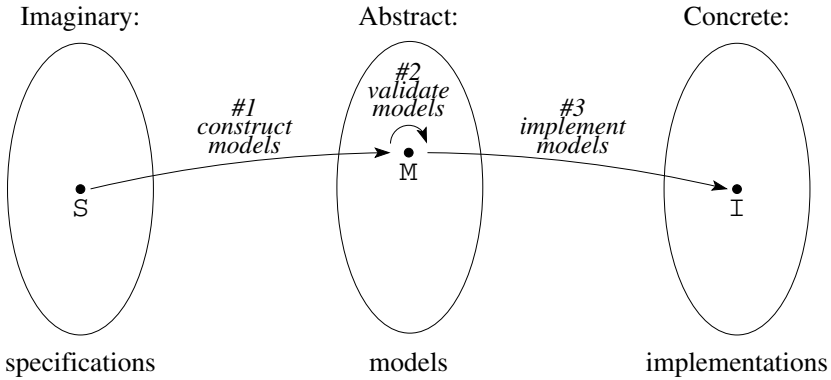 Imaginary:
Abstract:
Concrete:
#1
construct
models
#2
validate
models
#3
implement
models
S
M
I
specifications
models
implementations